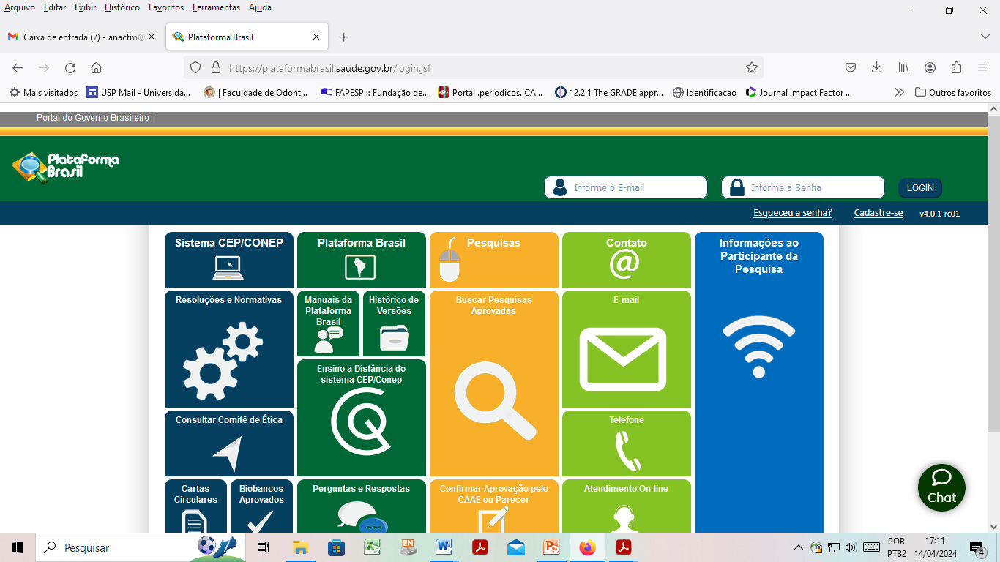 Arquivo Editar Exibir Histórico Favoritos Ferramentas Ajuda
Caixa de entrada (7) - anacfm@
Plataforma Brasil
https://plataformabrasil.saude.gov.br/login.jsf
Mais visitados
USP Mail - Universida...
| Faculdade de Odont...
FAPESP :: Fundação de...
Portal .periodicos. CA...
12.2.1 The GRADE appr...
Identificacao
Journal Impact Factor ...
Outros favoritos
Portal do Governo Brasileiro
Plataforma
Brasil
Informe o E-mail
Informe a Senha
LOGIN
Esqueceu a senha?
Cadastre-se
v4.0.1-rc01
Sistema CEP/CONEP
Plataforma Brasil
Pesquisas
Contato
@
Informações ao
Participante da
Pesquisa
Resoluções e Normativas
Manuais da
Plataforma
Brasil
Histórico de
Versões
Buscar Pesquisas
Aprovadas
E-mail
Ensino a Distância do
sistema CEP/Conep
Consultar Comitê de Ética
Telefone
Cartas
Circulares
Biobancos
Aprovados
Perguntas e Respostas
Confirmar Aprovação pelo
CAAE ou Parecer
Atendimento On-line
Chat
Pesquisar
EN
POR
PTB2
17:11
14/04/2024
4